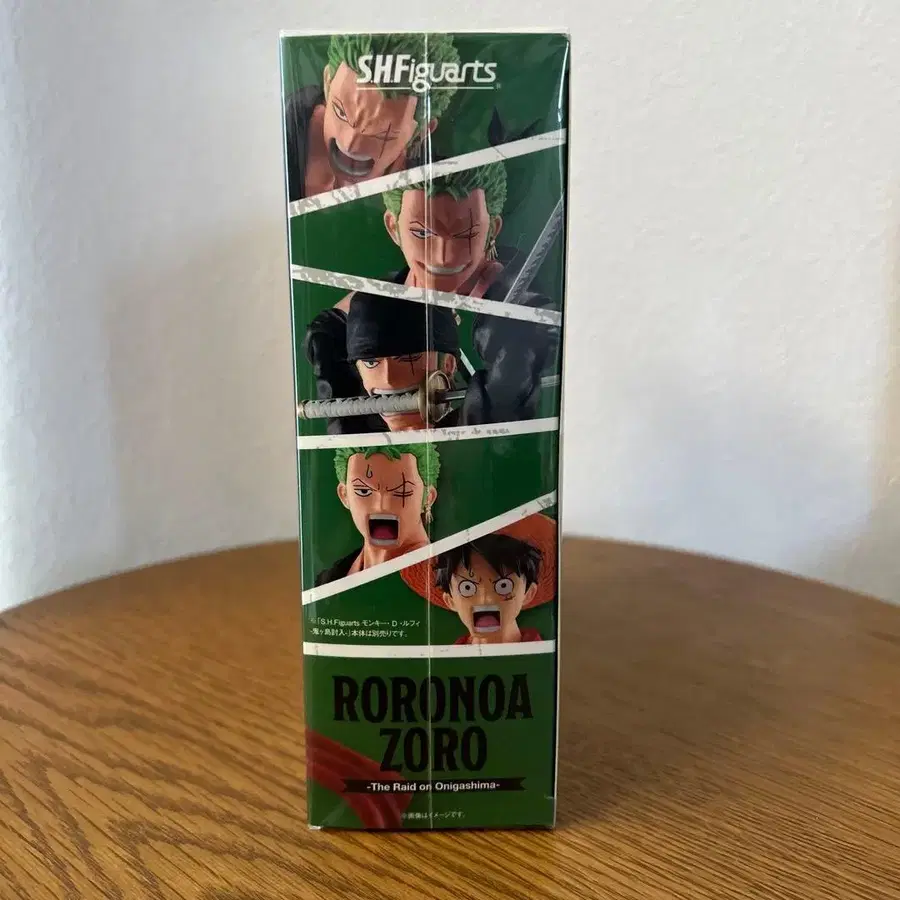 S.H.Figuarts
※「S.H.Figuarts モンキー・D・ルフィ
-鬼ヶ島討入-」本体は別売りです。
RORONOA
ZORO
-The Raid on Onigashima-
※画像はイメージです。